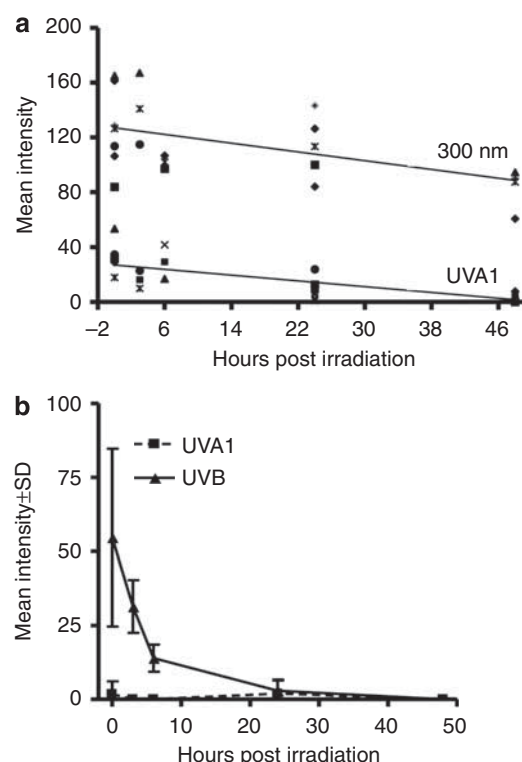 a
200
160
120
80
40
0
Mean intensity
300 nm
UVA1
–2 6 14 22 30 38 46
Hours post irradiation
b
100
75
50
25
0
Mean intensity±SD
UVA1
UVB
0 10 20 30 40 50
Hours post irradiation